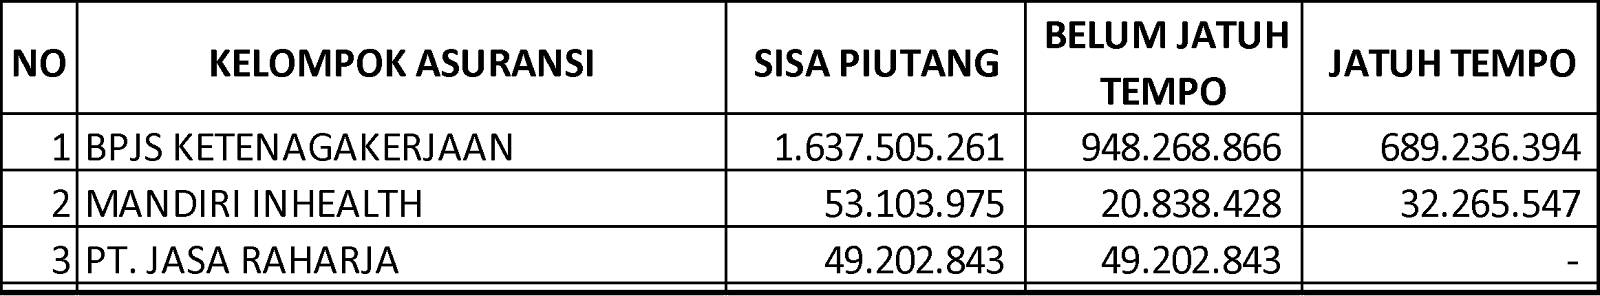 NO KELOMPOK ASURANSI SISA PIUTANG BELUM JATUH TEMPO JATUH TEMPO
1 BPJS KETENAGAKERJAAN 1.637.505.261 948.268.866 689.236.394
2 MANDIRI INHEALTH 53.103.975 20.838.428 32.265.547
3 PT. JASA RAHARJA 49.202.843 49.202.843 -